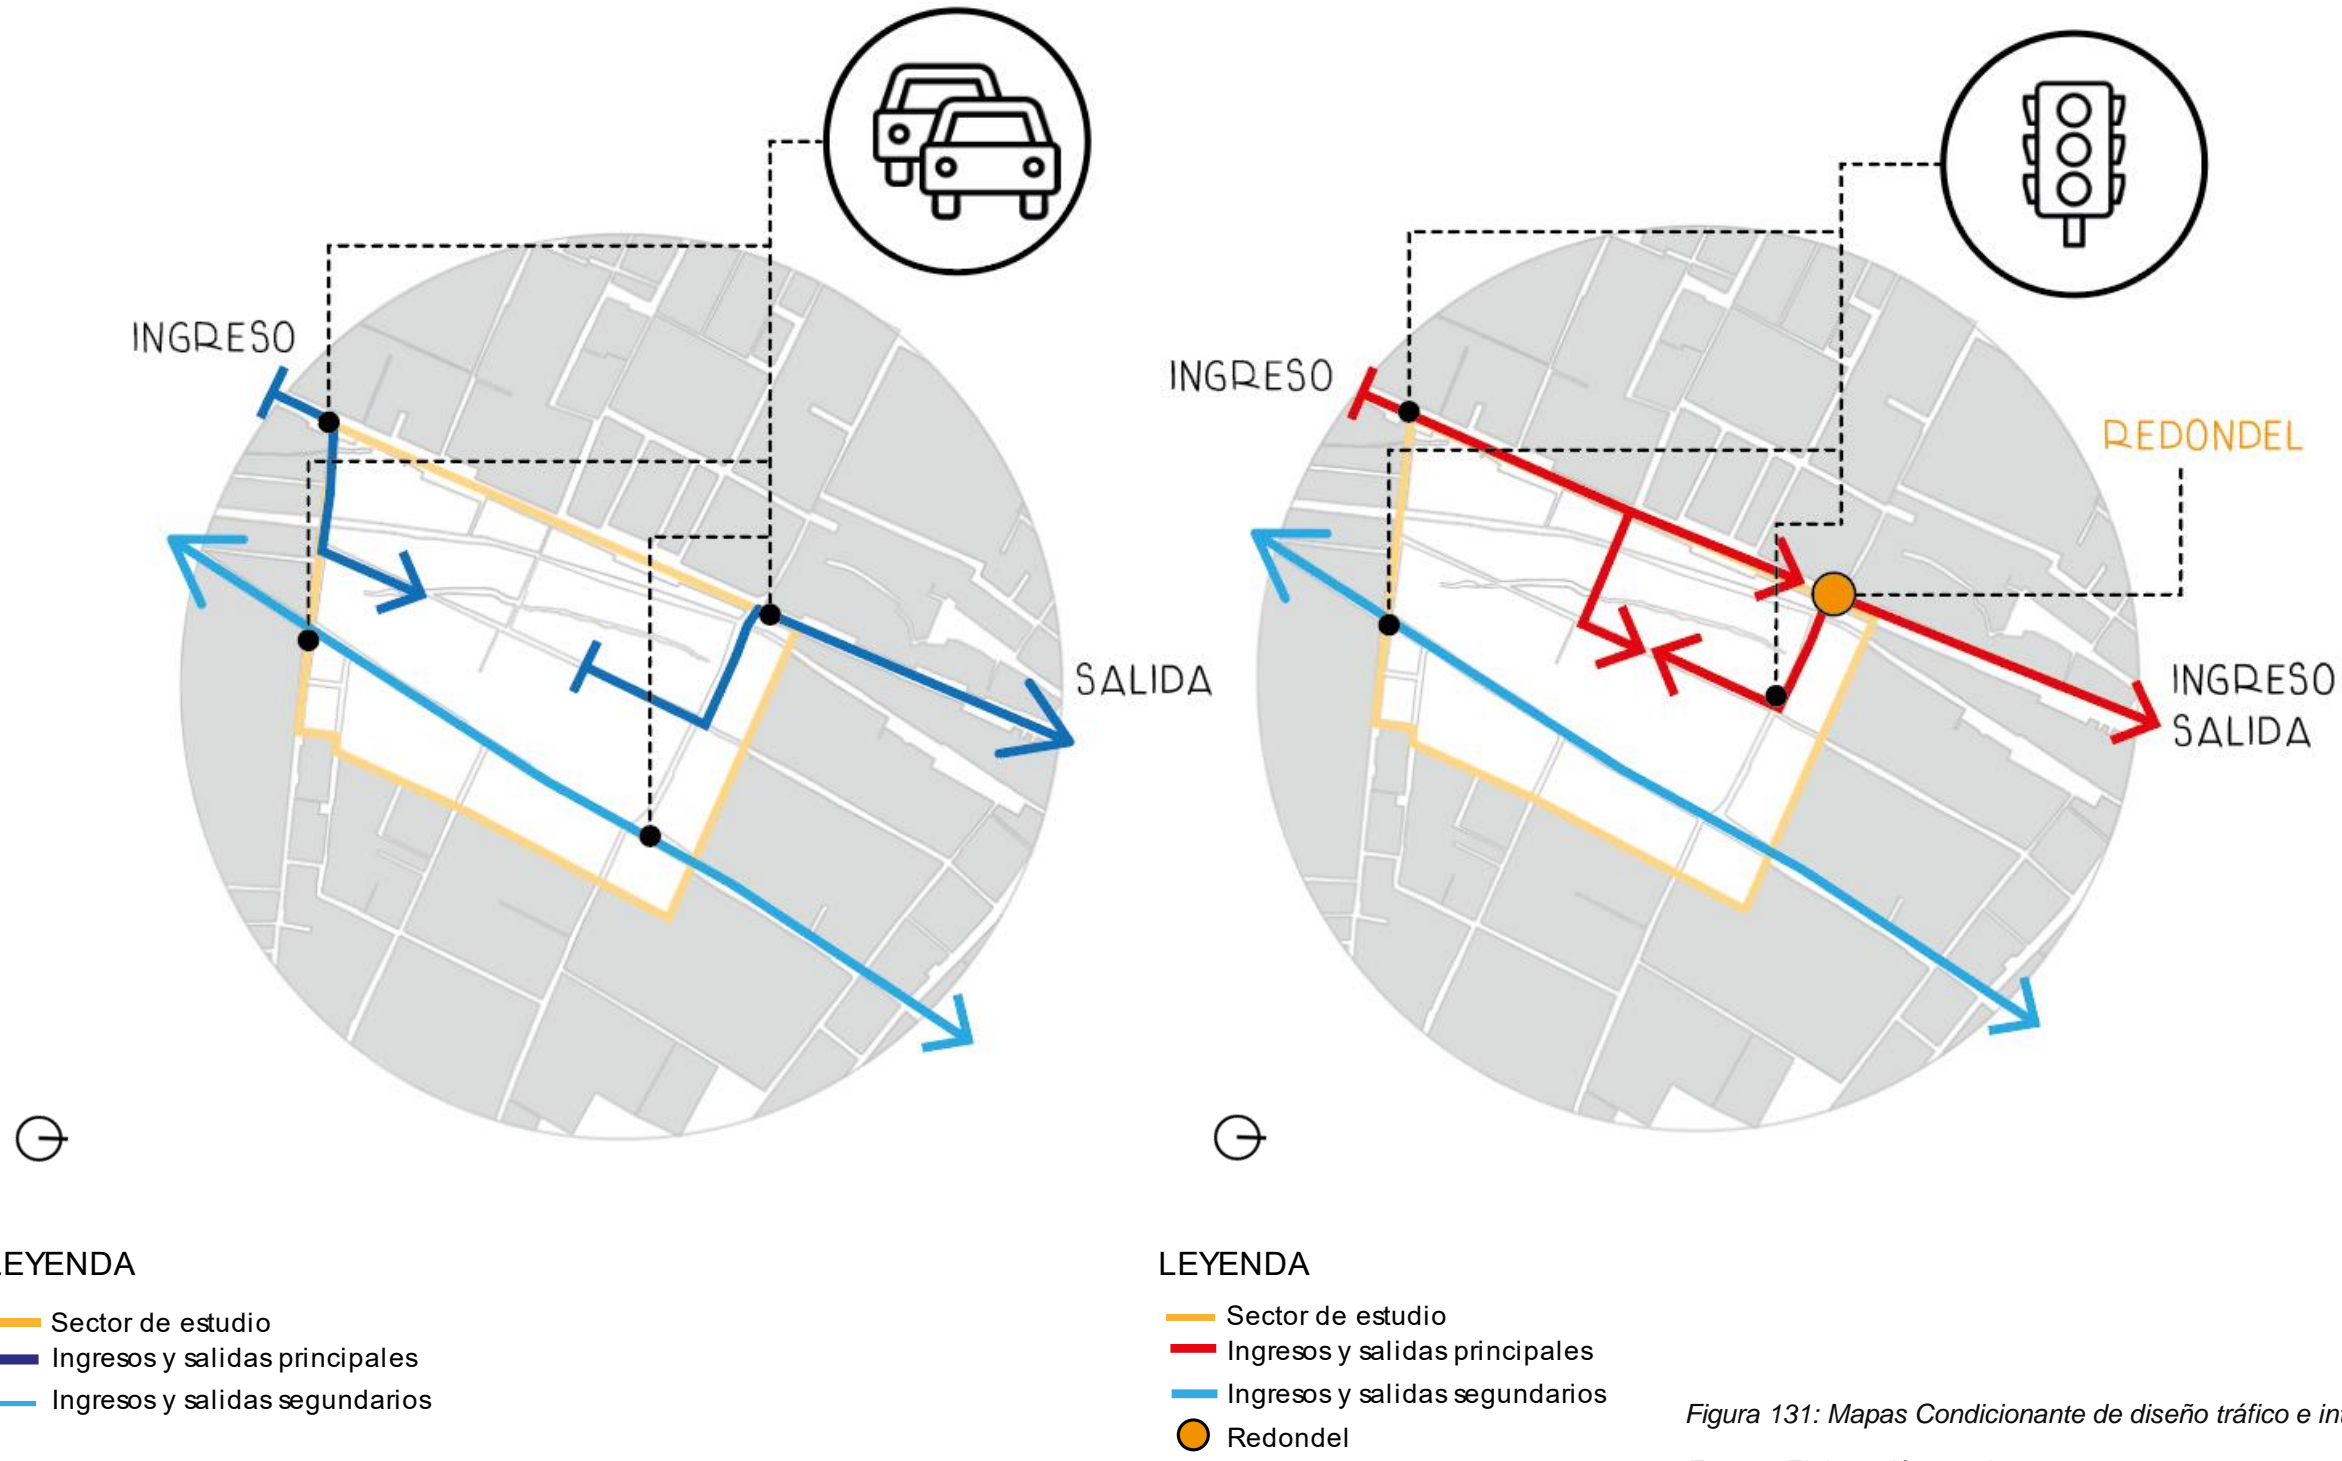 INGRESO
SALIDA
INGRESO
REDONDEL
INGRESO
SALIDA
LEYENDA
Sector de estudio
Ingresos y salidas principales
Ingresos y salidas segundarios
LEYENDA
Sector de estudio
Ingresos y salidas principales
Ingresos y salidas segundarios
Redondel
Figura 131: Mapas Condicionante de diseño tráfico e